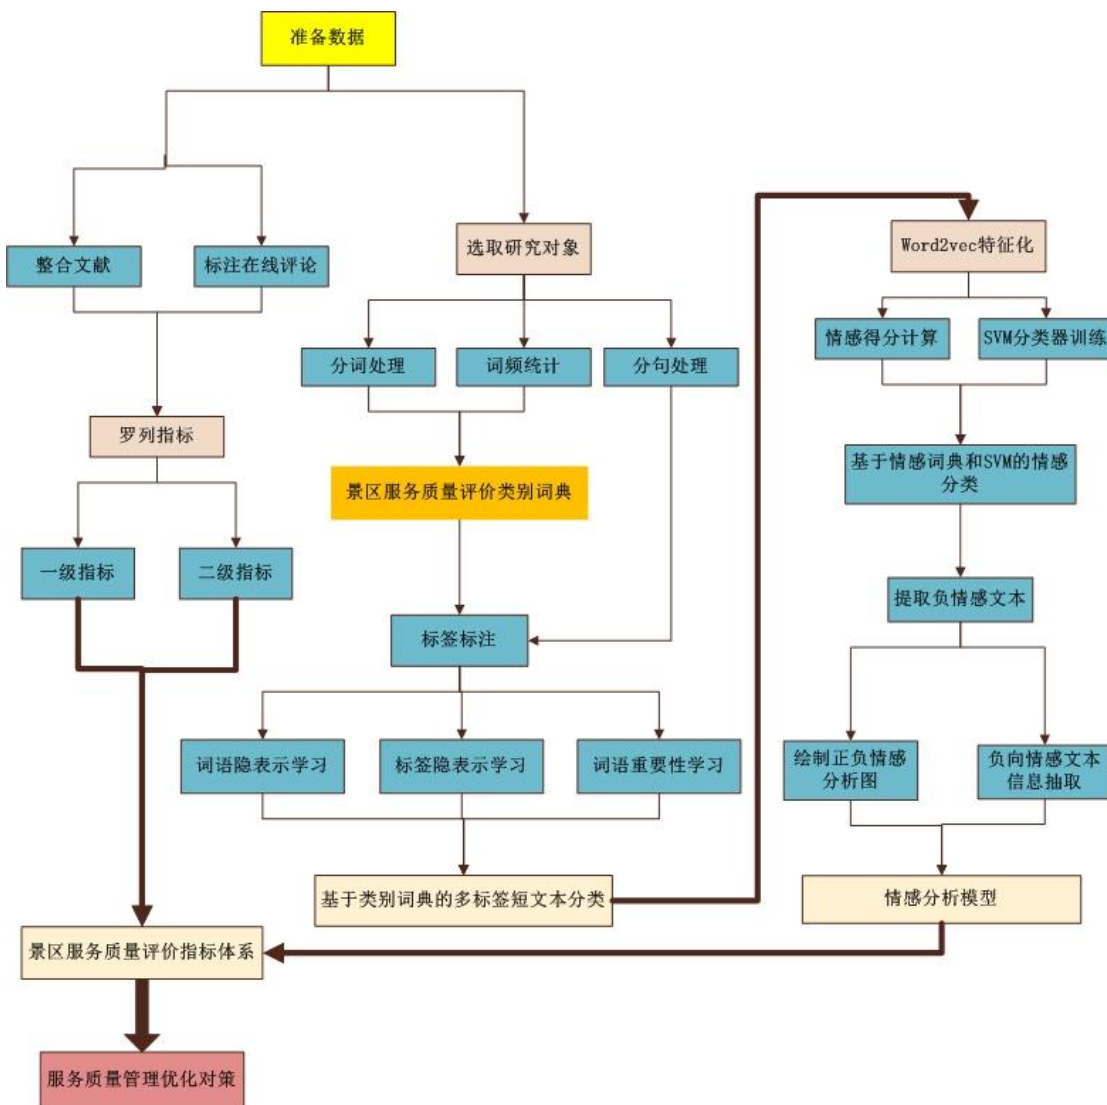 准备数据
整合文献
标注在线评论
选取研究对象
Word2vec特征化
分词处理
词频统计
分句处理
情感得分计算
SVM分类器训练
罗列指标
景区服务质量评价类别词典
基于情感词典和SVM的情感
分类
一级指标
二级指标
标签标注
提取负情感文本
词语隐表示学习
标签隐表示学习
词语重要性学习
绘制正负情感
分析图
负向情感文本
信息抽取
基于类别词典的多标签短文本分类
情感分析模型
景区服务质量评价指标体系
服务质量管理优化对策